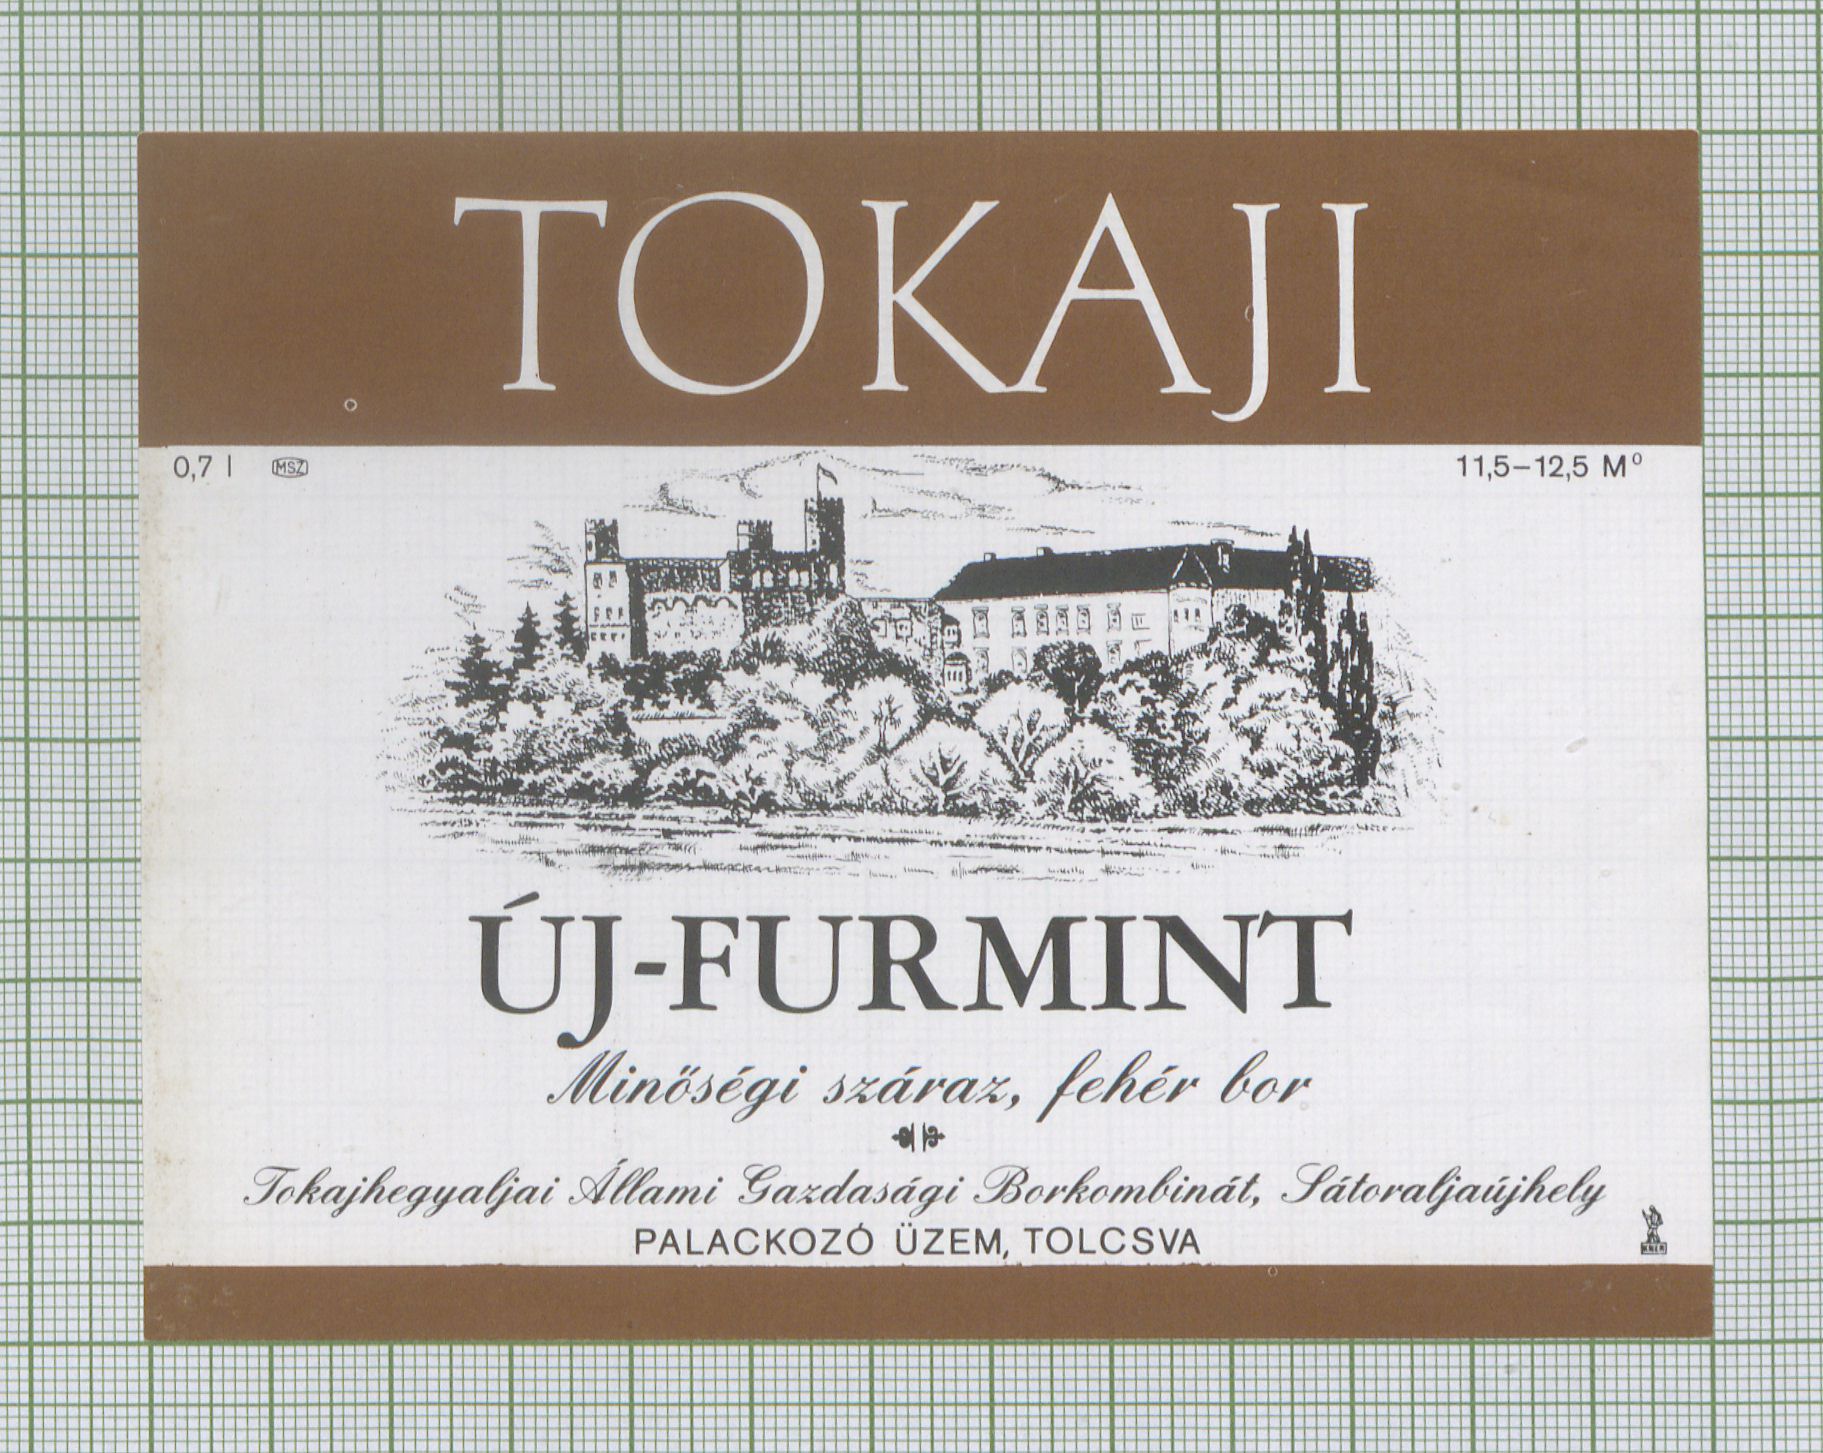 TOKAJI
0,7 l MSZ 11,5–12,5 M°
ÚJ-FURMINT
Minőségi száraz, fehér bor
Tokajhegyaljai Állami Gazdasági Borkombinát, Sátoraljaújhely
PALACKOZÓ ÜZEM, TOLCSVA
KNER